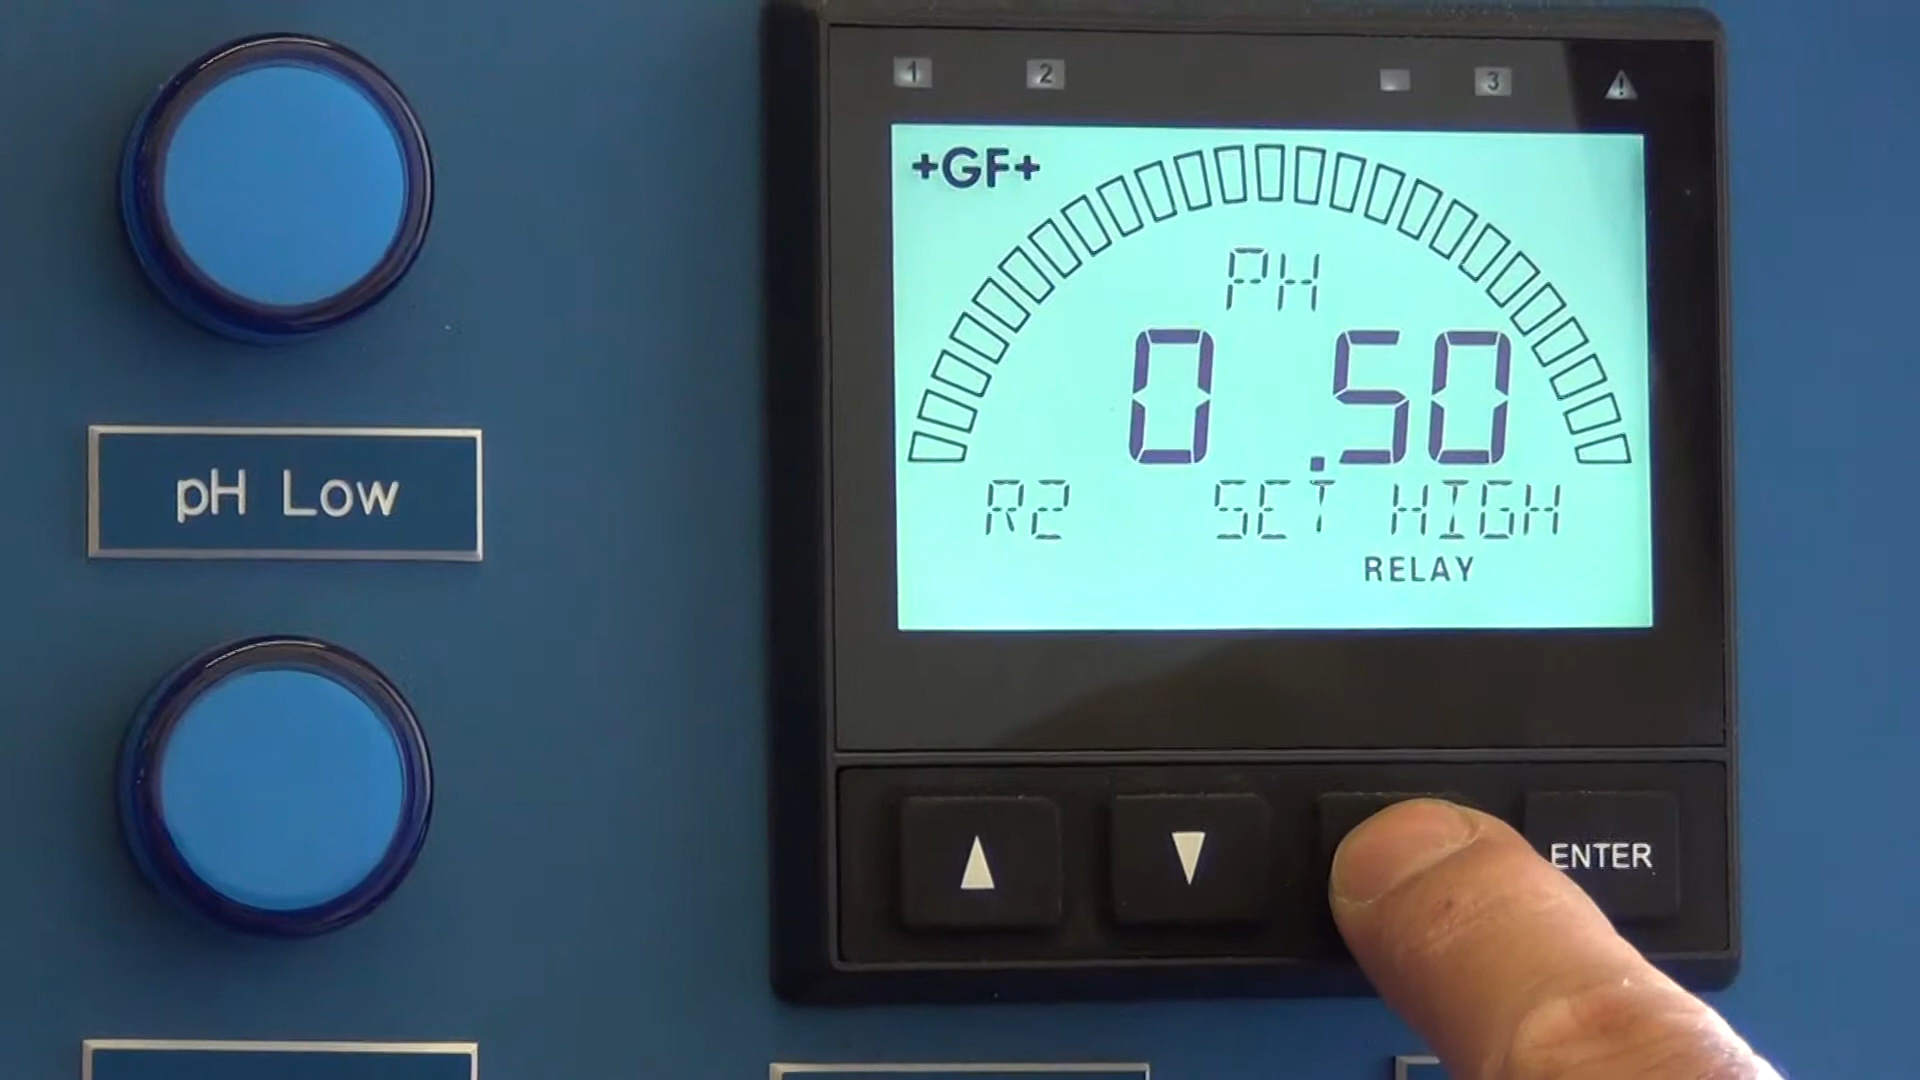 1 2 3
+GF+
PH
0.50
R2 SET HIGH
RELAY
pH Low
ENTER